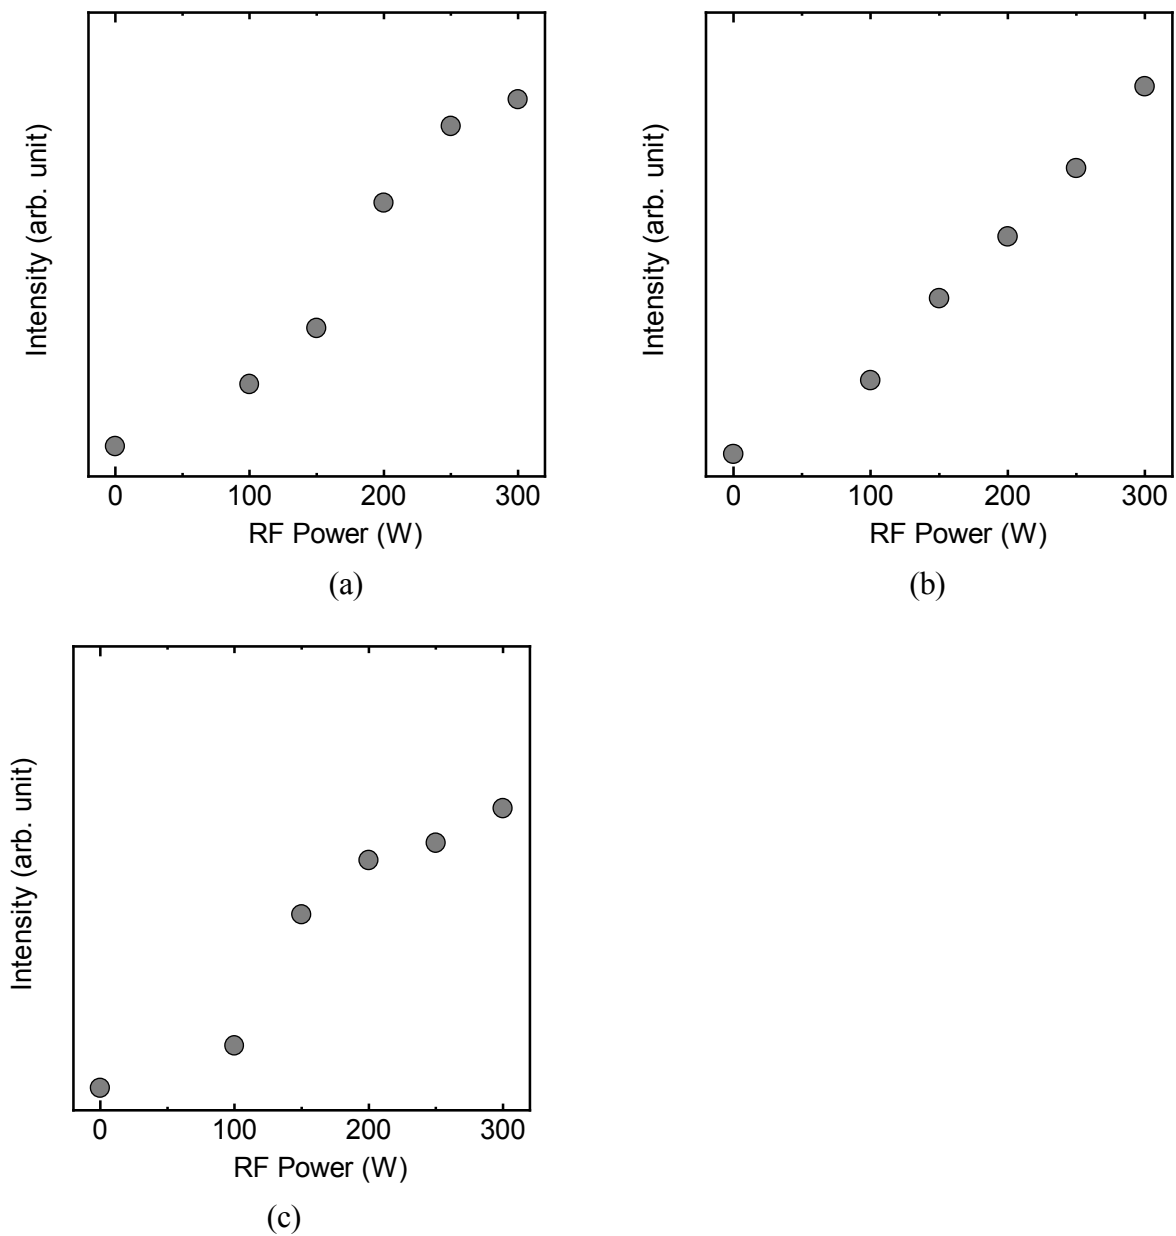 Intensity (arb. unit)
0 100 200 300
RF Power (W)
(a)
Intensity (arb. unit)
0 100 200 300
RF Power (W)
(b)
Intensity (arb. unit)
0 100 200 300
RF Power (W)
(c)